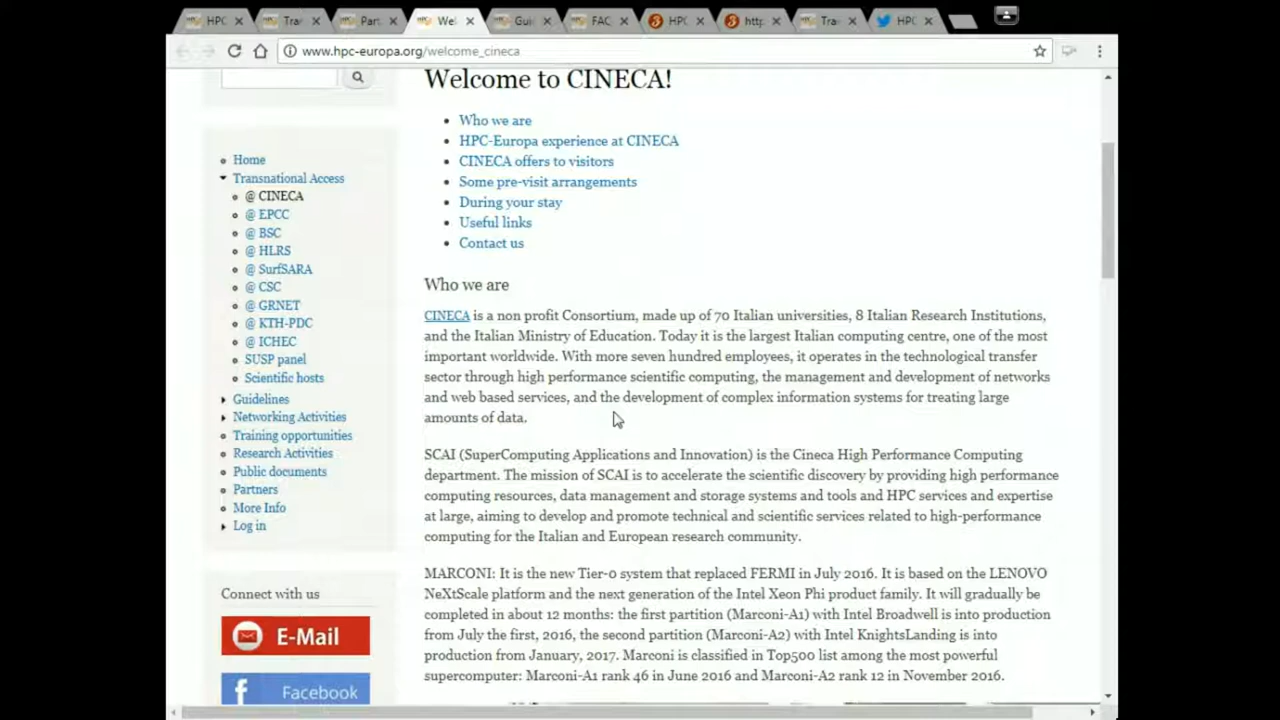 HPC
Tra
Part
Wel
Gui
FAC
HPC
http:
Tra
HPC
www.hpc-europa.org/welcome_cineca
Welcome to CINECA!
Who we are
HPC-Europa experience at CINECA
CINECA offers to visitors
Some pre-visit arrangements
During your stay
Useful links
Contact us
Home
Transnational Access
@ CINECA
@ EPCC
@ BSC
@ HLRS
@ SurfSARA
@ CSC
@ GRNET
@ KTH-PDC
@ ICHEC
SUSP panel
Scientific hosts
Guidelines
Networking Activities
Training opportunities
Research Activities
Public documents
Partners
More Info
Log in
Connect with us
E-Mail
Facebook
Who we are
CINECA is a non profit Consortium, made up of 70 Italian universities, 8 Italian Research Institutions,
and the Italian Ministry of Education. Today it is the largest Italian computing centre, one of the most
important worldwide. With more seven hundred employees, it operates in the technological transfer
sector through high performance scientific computing, the management and development of networks
and web based services, and the development of complex information systems for treating large
amounts of data.
SCAI (SuperComputing Applications and Innovation) is the Cineca High Performance Computing
department. The mission of SCAI is to accelerate the scientific discovery by providing high performance
computing resources, data management and storage systems and tools and HPC services and expertise
at large, aiming to develop and promote technical and scientific services related to high-performance
computing for the Italian and European research community.
MARCONI: It is the new Tier-0 system that replaced FERMI in July 2016. It is based on the LENOVO
NeXtScale platform and the next generation of the Intel Xeon Phi product family. It will gradually be
completed in about 12 months: the first partition (Marconi-A1) with Intel Broadwell is into production
from July the first, 2016, the second partition (Marconi-A2) with Intel KnightsLanding is into
production from January, 2017. Marconi is classified in Top500 list among the most powerful
supercomputer: Marconi-A1 rank 46 in June 2016 and Marconi-A2 rank 12 in November 2016.